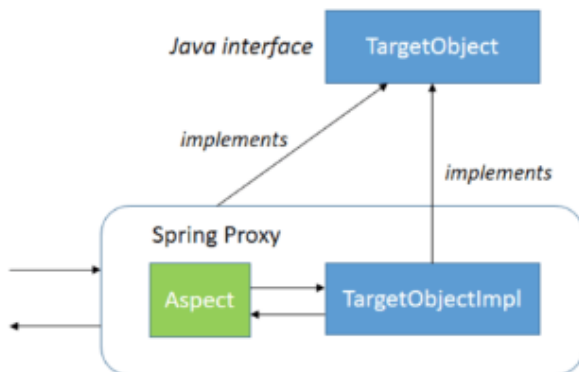 Java interface
TargetObject
implements
implements
Spring Proxy
Aspect
TargetObjectImpl